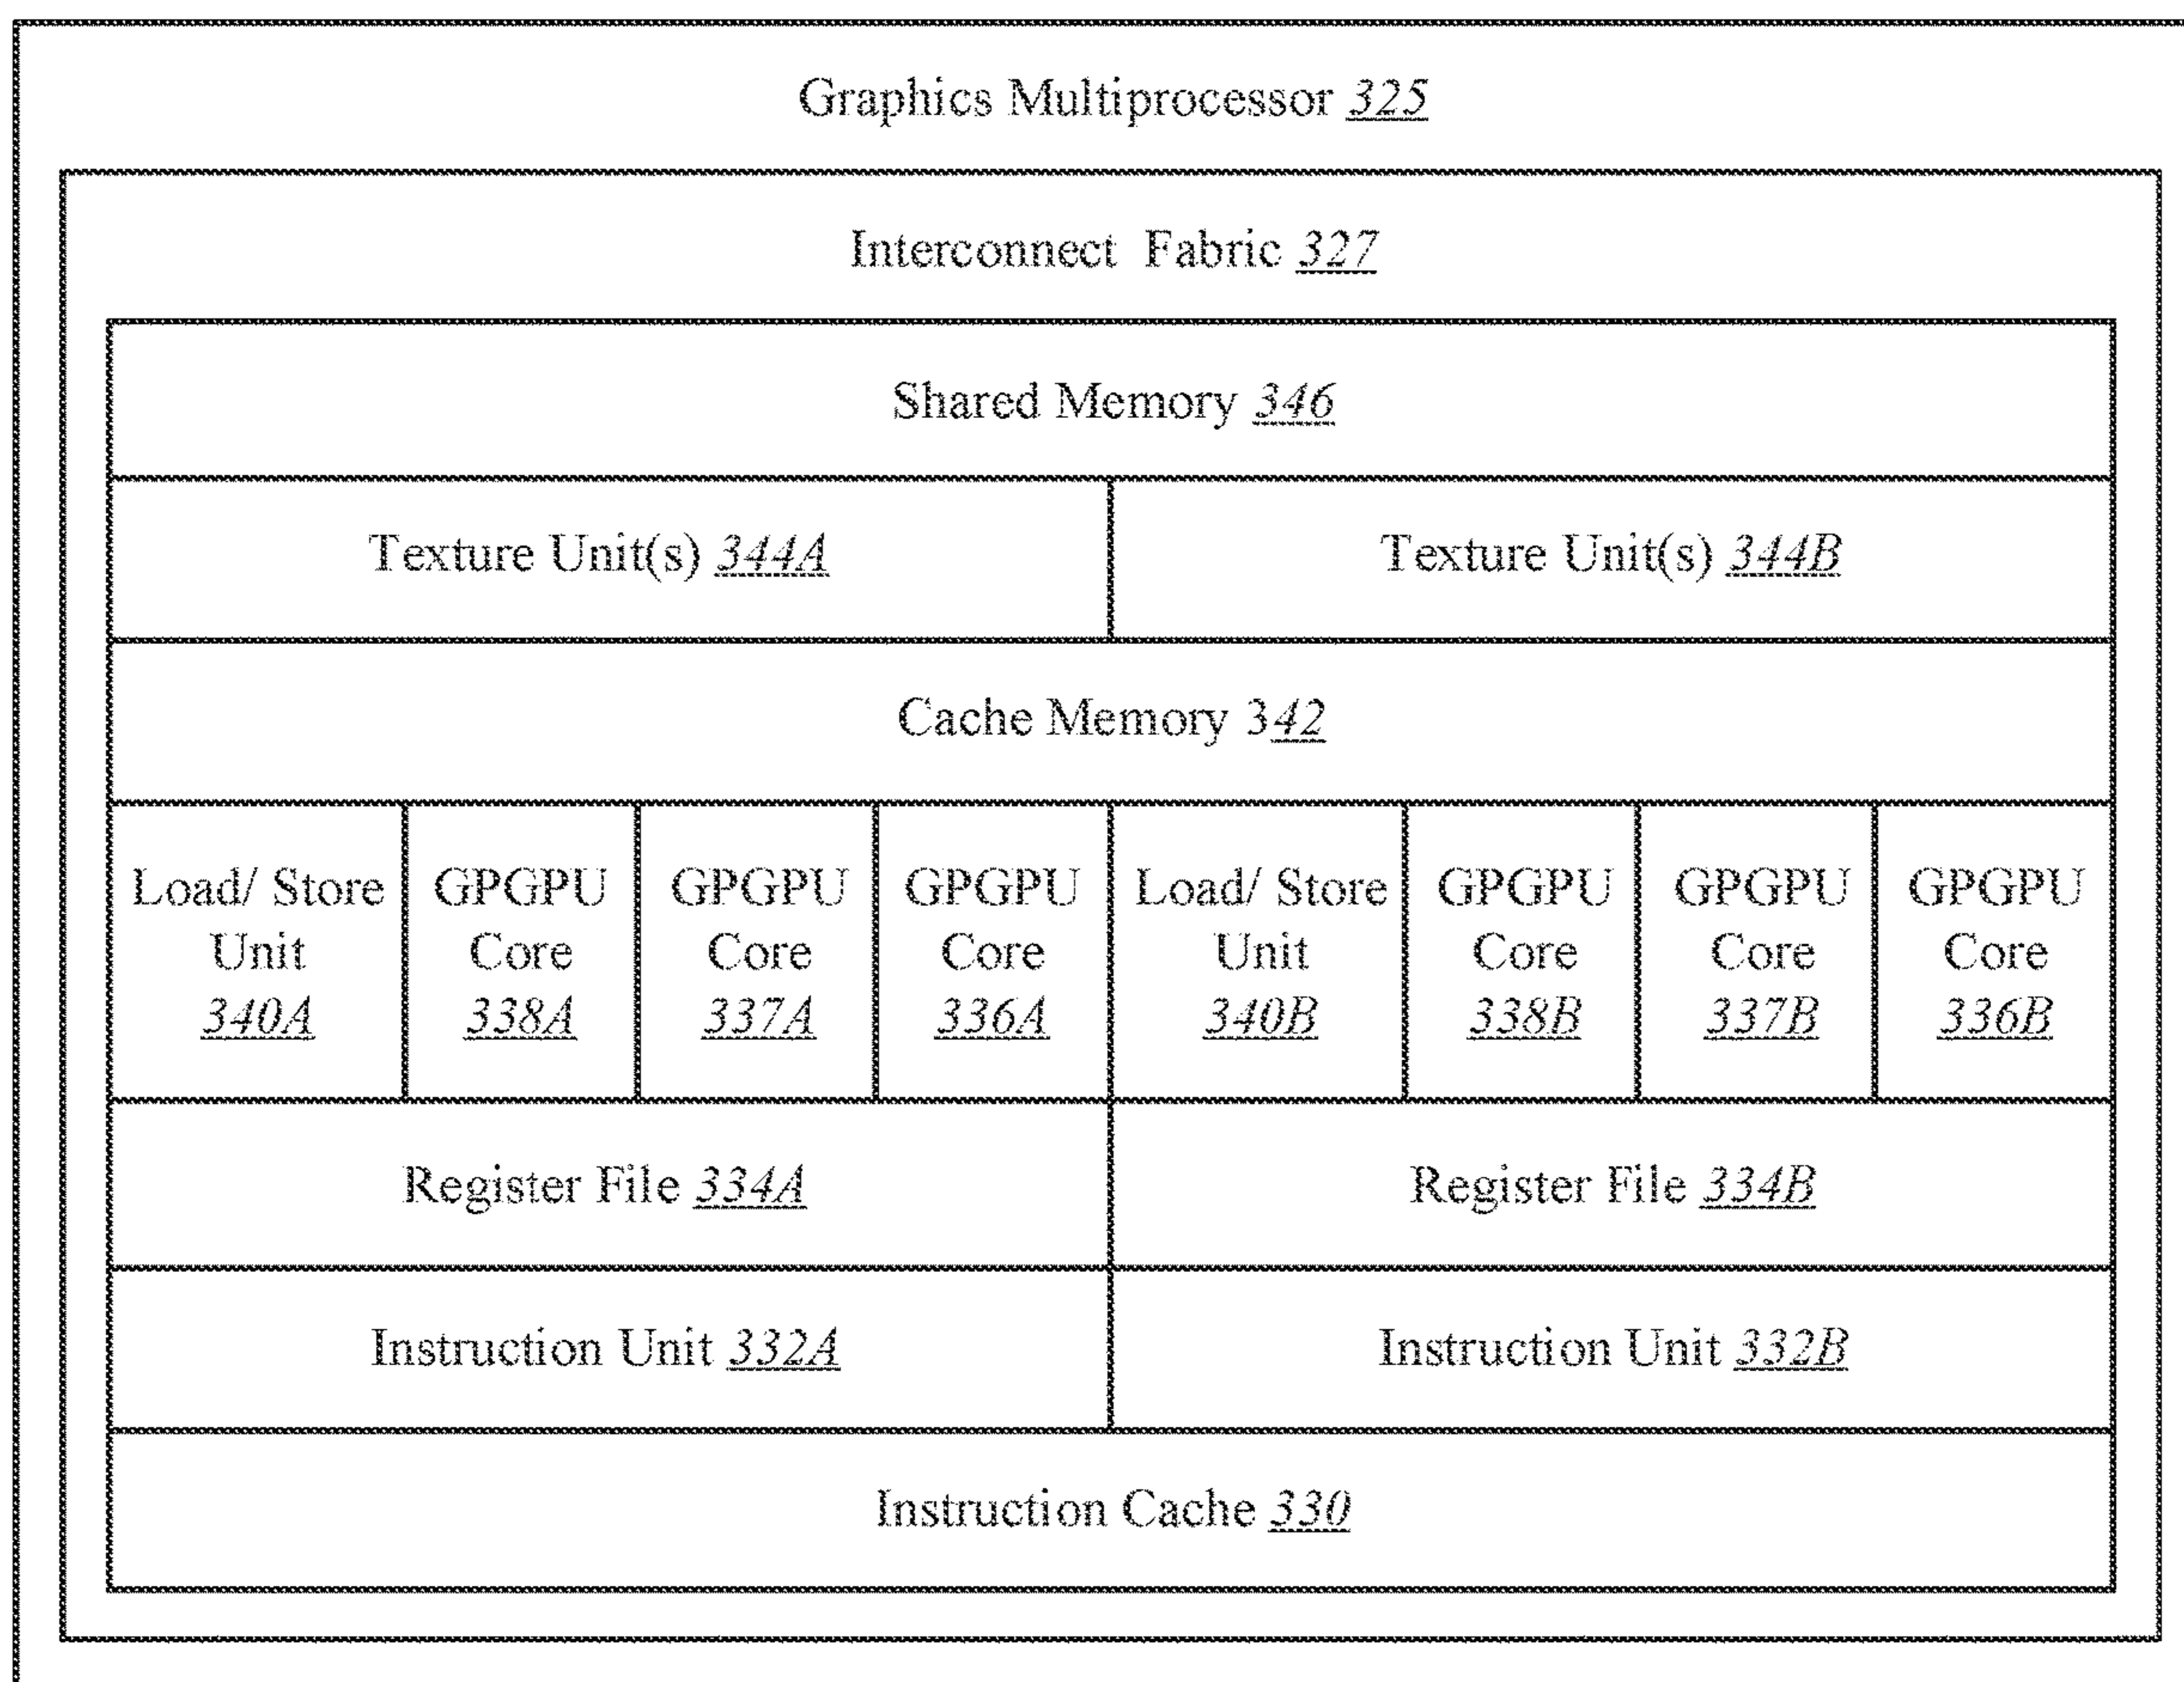 Graphics Multiprocessor 325
Interconnect Fabric 327
Shared Memory 346
Texture Unit(s) 344A
Texture Unit(s) 344B
Cache Memory 342
Load/ Store
Unit
340A
GPGPU
Core
338A
GPGPU
Core
337A
GPGPU
Core
336A
Load/ Store
Unit
340B
GPGPU
Core
338B
GPGPU
Core
337B
GPGPU
Core
336B
Register File 334A
Register File 334B
Instruction Unit 332A
Instruction Unit 332B
Instruction Cache 330